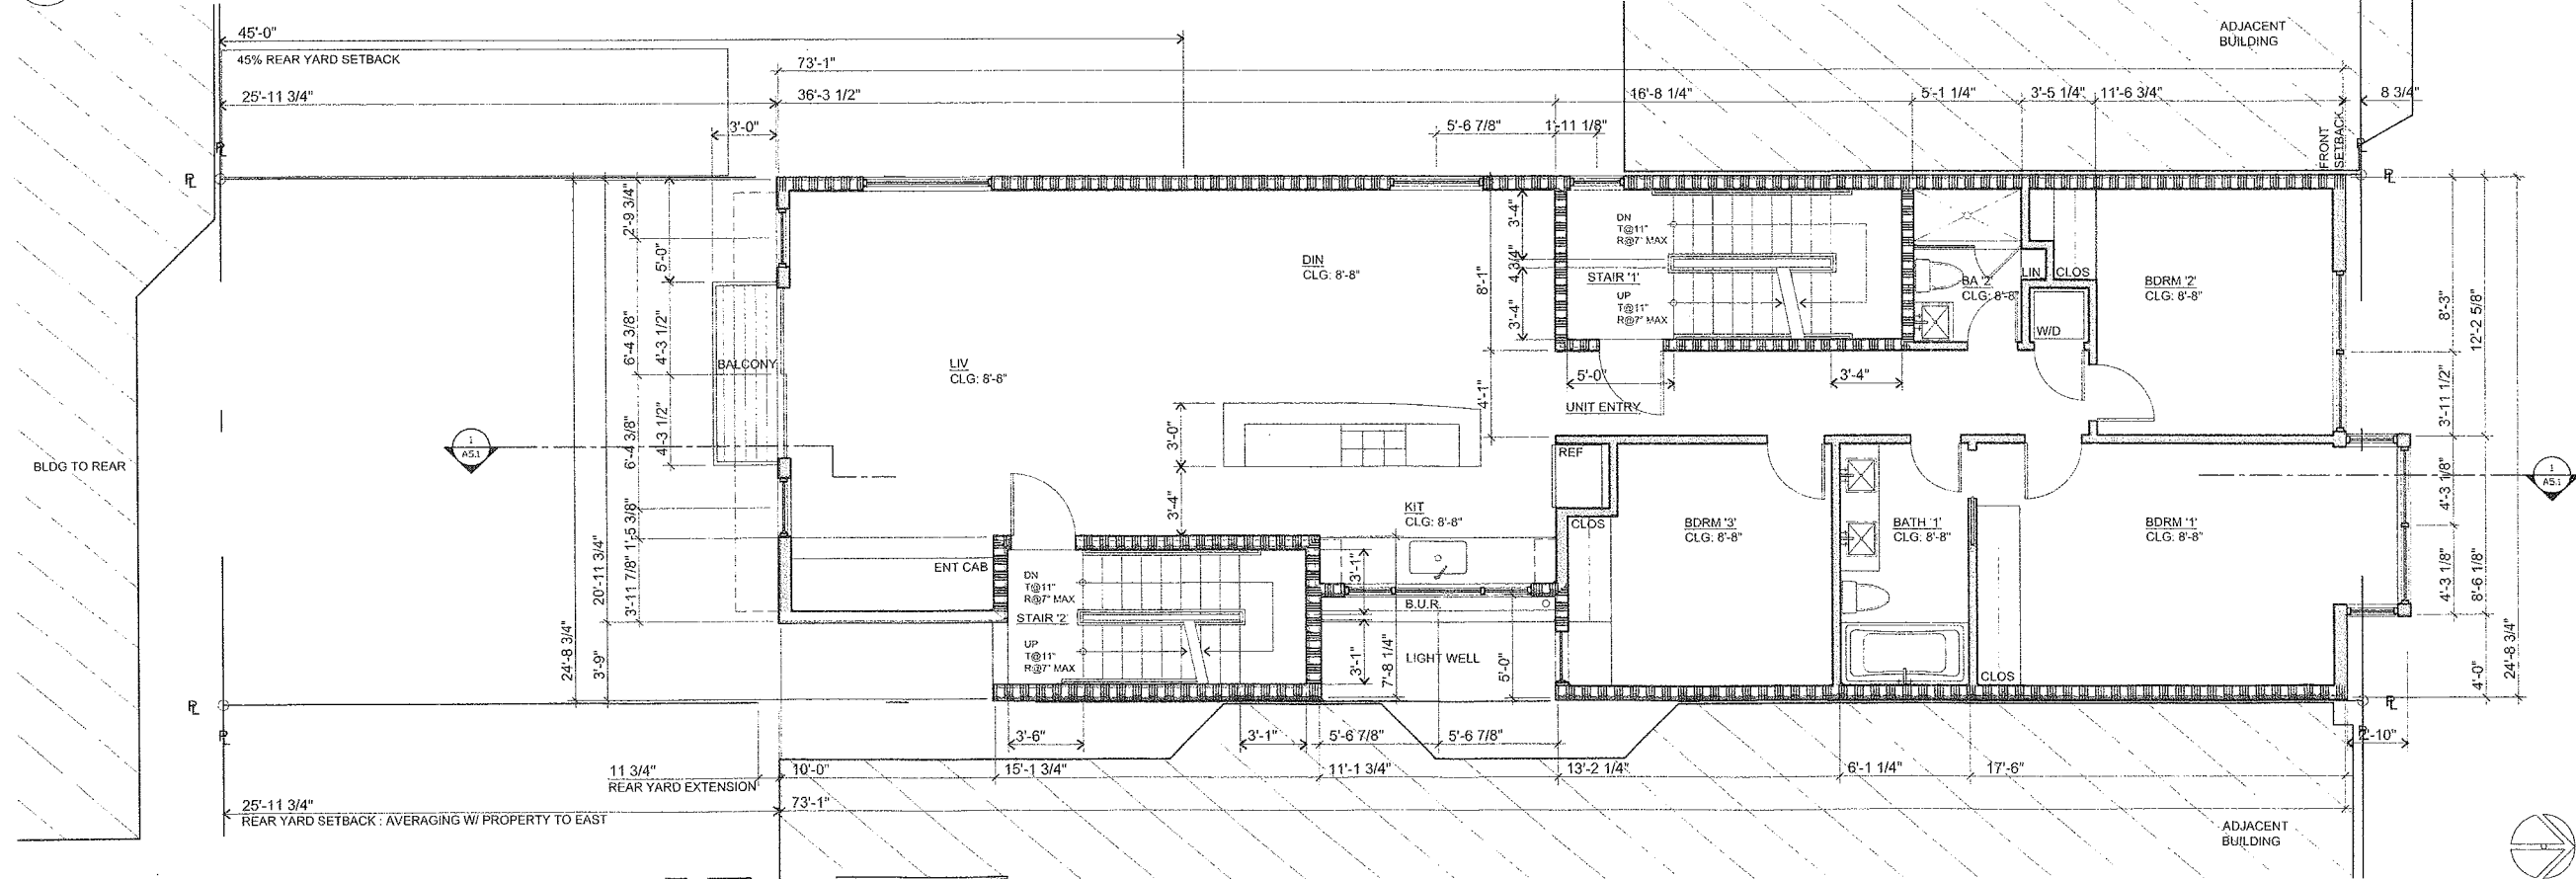 45'-0"
45% REAR YARD SETBACK
ADJACENT
BUILDING
73'-1"
25'-11 3/4"
36'-3 1/2"
16'-8 1/4"
5'-1 1/4"
3'-5 1/4"
11'-6 3/4"
8 3/4"
3'-0"
5'-6 7/8"
1'-11 1/8"
FRONT
SETBACK
PL
PL
PL
PL
2'-9 3/4"
5'-0"
6'-4 3/8"
4'-3 1/2"
6'-4 3/8"
4'-3 1/2"
1'-5 3/8"
3'-11 7/8"
20'-11 3/4"
24'-8 3/4"
3'-9"
BALCONY
BLDG TO REAR
1
A5.1
LIV
CLG: 8'-8"
DIN
CLG: 8'-8"
8'-1"
4'-1"
3'-4"
4 3/4"
3'-4"
DN
T@11"
R@7" MAX
STAIR '1'
UP
T@11"
R@7" MAX
5'-0"
3'-4"
UNIT ENTRY
BA '2'
CLG: 8'-8"
LIN
CLOS
W/D
BDRM '2'
CLG: 8'-8"
8'-3"
12'-2 5/8"
3'-11 1/2"
4'-3 1/8"
4'-3 1/8"
8'-6 1/8"
4'-0"
24'-8 3/4"
1
A5.1
3'-0"
3'-4"
REF
KIT
CLG: 8'-8"
CLOS
BDRM '3'
CLG: 8'-8"
BATH '1'
CLG: 8'-8"
BDRM '1'
CLG: 8'-8"
CLOS
ENT CAB
DN
T@11"
R@7" MAX
STAIR '2'
UP
T@11"
R@7" MAX
3'-1"
3'-1"
7'-8 1/4"
B.U.R.
LIGHT WELL
5'-0"
PL
PL
PL
3'-6"
3'-1"
5'-6 7/8"
5'-6 7/8"
2'-10"
11 3/4"
REAR YARD EXTENSION
10'-0"
15'-1 3/4"
11'-1 3/4"
13'-2 1/4"
6'-1 1/4"
17'-6"
25'-11 3/4"
73'-1"
REAR YARD SETBACK : AVERAGING W/ PROPERTY TO EAST
ADJACENT
BUILDING